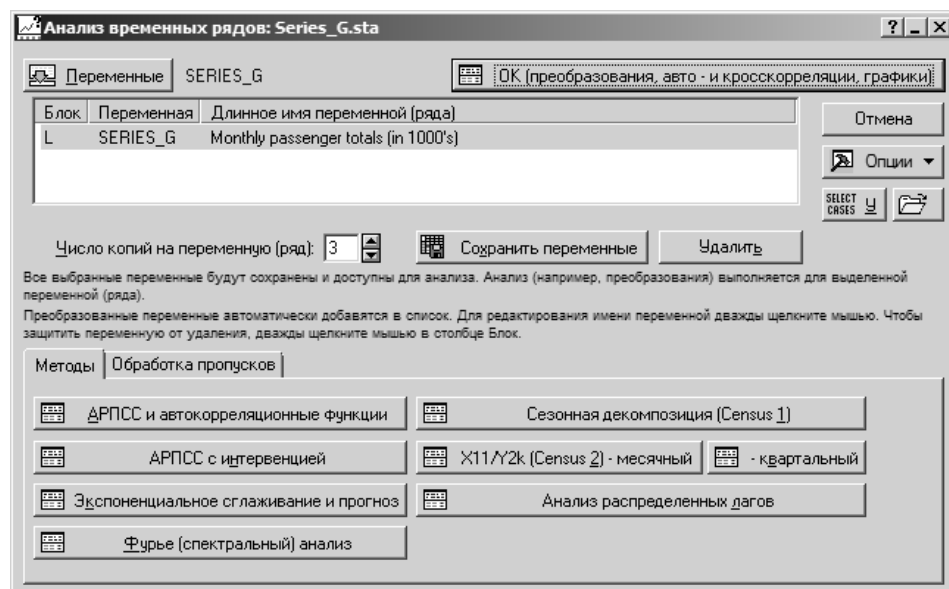 Анализ временных рядов: Series_G.sta
Переменные SERIES_G OK (преобразования, авто - и кросскорреляции, графики)
Блок Переменная Длинное имя переменной (ряда)
L SERIES_G Monthly passenger totals (in 1000's)
Отмена
Опции
SELECT CASES У
Число копий на переменную (ряд): 3 Сохранить переменные Удалить
Все выбранные переменные будут сохранены и доступны для анализа. Анализ (например, преобразования) выполняется для выделенной
переменной (ряда).
Преобразованные переменные автоматически добавятся в список. Для редактирования имени переменной дважды щелкните мышью. Чтобы
защитить переменную от удаления, дважды щелкните мышью в столбце Блок.
Методы Обработка пропусков
АРПСС и автокорреляционные функции Сезонная декомпозиция (Census 1)
АРПСС с интервенцией X11/Y2k (Census 2) - месячный - квартальный
Экспоненциальное сглаживание и прогноз Анализ распределенных лагов
Фурье (спектральный) анализ